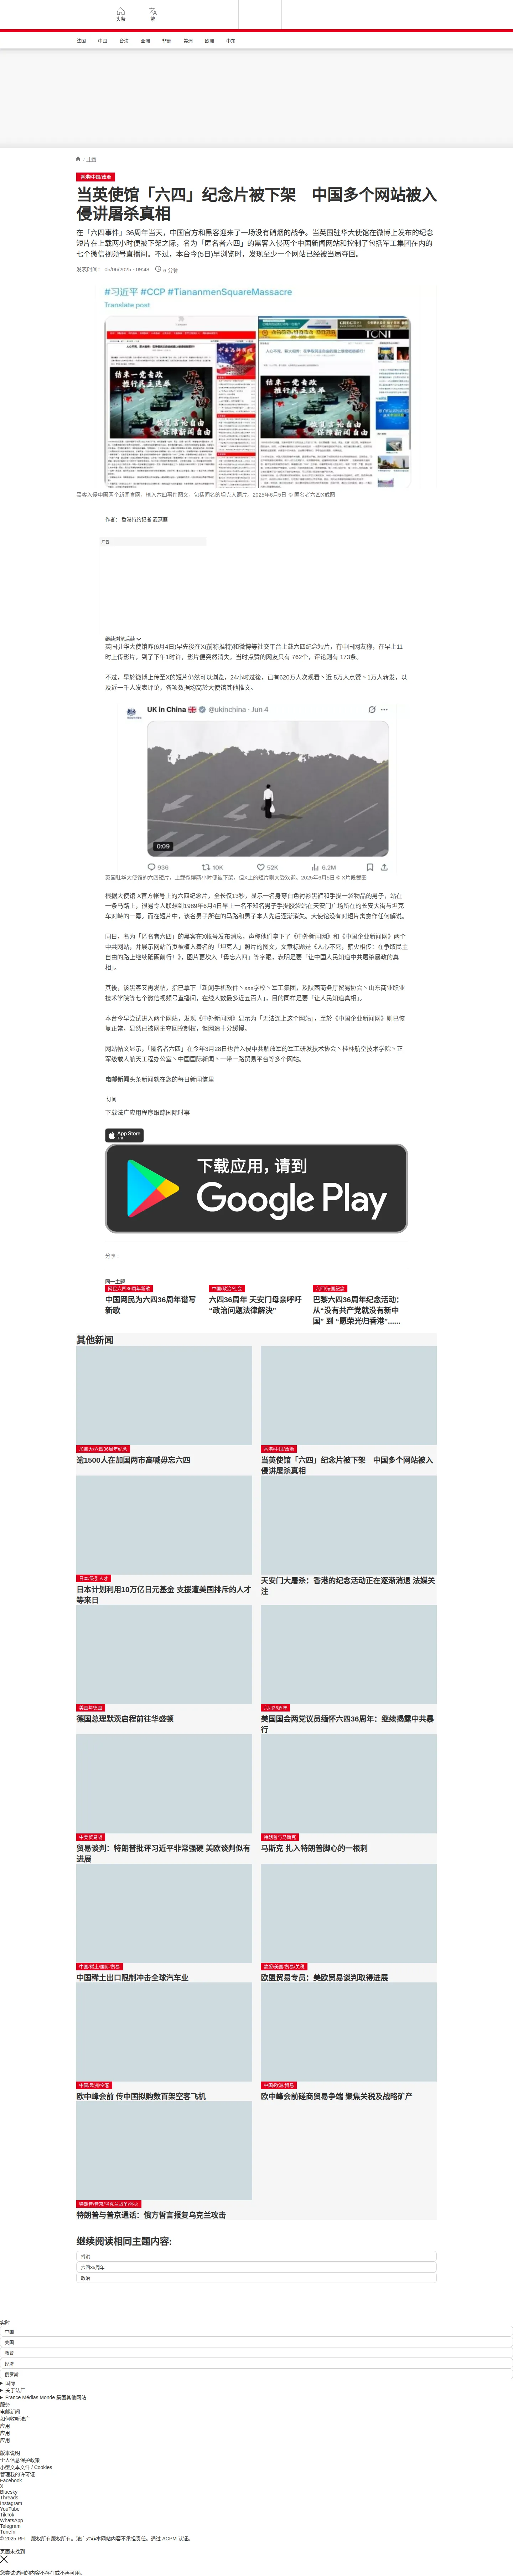 头条
繁
法国
中国
台海
亚洲
非洲
美洲
欧洲
中东
/ 中国
香港/中国/政治
当英使馆「六四」纪念片被下架　中国多个网站被入
侵讲屠杀真相
在「六四事件」36周年当天，中国官方和黑客迎来了一场没有硝烟的战争。当英国驻华大使馆在微博上发布的纪念
短片在上载两小时便被下架之际，名为「匿名者六四」的黑客入侵两个中国新闻网站和控制了包括军工集团在内的
七个微信视频号直播间。不过，本台今(5日)早浏览时，发现至少一个网站已经被当局夺回。
发表时间： 05/06/2025 - 09:48
6 分钟
#习近平 #CCP #TiananmenSquareMassacre
Translate post
黑客入侵中国两个新闻官网，植入六四事件图文，包括闻名的坦克人照片。2025年6月5日 © 匿名者六四X截图
作者： 香港特约记者 麦燕庭
广告
继续浏览后续
英国驻华大使馆昨(6月4日)早先後在X(前称推特)和微博等社交平台上载六四纪念短片，有中国网友称，在早上11
时上传影片，到了下午1时许，影片便突然消失。当时点赞的网友只有 762个，评论则有 173条。
不过，早於微博上传至X的短片仍然可以浏览，24小时过後，已有620万人次观看丶近 5万人点赞丶1万人转发，以
及近一千人发表评论，各项数据均高於大使馆其他推文。
UK in China
@ukinchina · Jun 4
0:09
936
10K
52K
6.2M
英国驻华大使馆的六四短片，上载微博两小时便被下架，但X上的短片则大受欢迎。2025年6月5日 © X片段截图
根据大使馆 X官方帐号上的六四纪念片，全长仅13秒，显示一名身穿白色衬衫黑裤和手提一袋物品的男子，站在
一条马路上，很易令人联想到1989年6月4日早上一名不知名男子手提胶袋站在天安门广场所在的长安大街与坦克
车对峙的一幕。而在短片中，该名男子所在的马路和男子本人先后逐渐消失。大使馆没有对短片寓意作任何解说。
同日，名为「匿名者六四」的黑客在X帐号发布消息，声称他们拿下了《中外新闻网》和《中国企业新闻网》两个
中共网站，并展示网站首页被植入著名的「坦克人」照片的图文，文章标题是《人心不死，薪火相传：在争取民主
自由的路上继续砥砺前行！》，图片更枕入「毋忘六四」等字眼，表明是要「让中国人民知道中共屠杀暴政的真
相」。
其後，该黑客又再发帖，指已拿下「新闻手机软件丶xxx学校丶军工集团，及陕西商务厅贸易协会丶山东商业职业
技术学院等七个微信视频号直播间，在线人数最多近五百人」，目的同样是要「让人民知道真相」。
本台今早尝试进入两个网站，发现《中外新闻网》显示为「无法连上这个网站」，至於《中国企业新闻网》则已恢
复正常，显然已被网主夺回控制权，但网速十分缓慢。
网站帖文显示，「匿名者六四」在今年3月28日也曾入侵中共解放军的军工研发技术协会丶桂林航空技术学院丶正
军级载人航天工程办公室丶中国国际新闻丶一带一路贸易平台等多个网站。
电邮新闻头条新闻就在您的每日新闻信里
订阅
下载法广应用程序跟踪国际时事
App Store
下载应用，请到
Google Play
分享 :
同一主题
网民六四36周年新歌
中国网民为六四36周年谱写
新歌
中国/政治/社会
六四36周年 天安门母亲呼吁
“政治问题法律解决”
六四/法国纪念
巴黎六四36周年纪念活动：
从“没有共产党就没有新中
国” 到 “愿荣光归香港”......
其他新闻
加拿大/六四36周年纪念
逾1500人在加国两市高喊毋忘六四
香港/中国/政治
当英使馆「六四」纪念片被下架　中国多个网站被入
侵讲屠杀真相
日本/吸引人才
日本计划利用10万亿日元基金 支援遭美国排斥的人才
等来日
天安门大屠杀：香港的纪念活动正在逐渐消退 法媒关
注
美国与德国
德国总理默茨启程前往华盛顿
六四36周年
美国国会两党议员缅怀六四36周年：继续揭露中共暴
行
中美贸易战
贸易谈判：特朗普批评习近平非常强硬 美欧谈判似有
进展
特朗普与马斯克
马斯克 扎入特朗普脚心的一根刺
中国/稀土/国际/贸易
中国稀土出口限制冲击全球汽车业
欧盟/美国/贸易/关税
欧盟贸易专员：美欧贸易谈判取得进展
中国/欧洲/空客
欧中峰会前 传中国拟购数百架空客飞机
中国/欧洲/贸易
欧中峰会前磋商贸易争端 聚焦关税及战略矿产
特朗普/普京/乌克兰战争/停火
特朗普与普京通话：俄方誓言报复乌克兰攻击
继续阅读相同主题内容:
香港
六四36周年
政治
实时
中国
美国
教育
经济
俄罗斯
国际
关于法广
France Médias Monde 集团其他网站
服务
电邮新闻
如何收听法广
应用
应用
应用
版本说明
个人信息保护政策
小型文本文件 / Cookies
管理我的许可证
Facebook
X
Bluesky
Threads
Instagram
YouTube
TikTok
WhatsApp
Telegram
TuneIn
© 2025 RFI – 版权所有版权所有。法广对非本网站内容不承担责任。通过 ACPM 认证。
页面未找到
您尝试访问的内容不存在或不再可用。